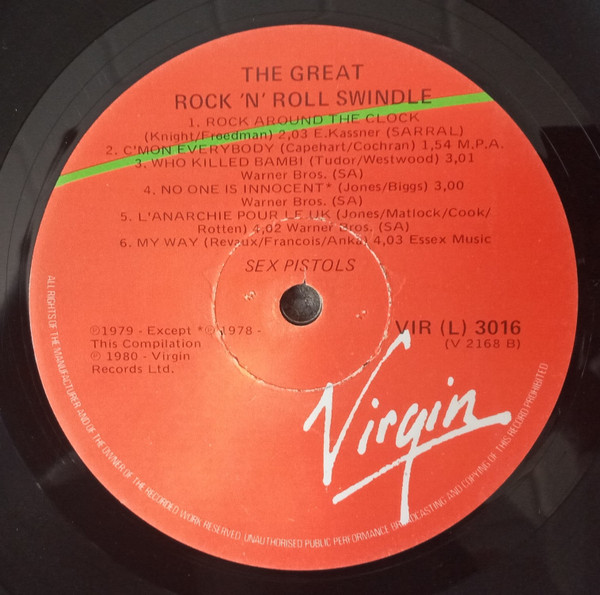 THE GREAT
ROCK 'N' ROLL SWINDLE
1. ROCK AROUND THE CLOCK
(Knight/Freedman) 2,03 E.Kassner (SARRAL)
2. C'MON EVERYBODY (Capehart/Cochran) 1,54 M.P.A.
3. WHO KILLED BAMBI (Tudor/Westwood) 3,01
Warner Bros. (SA)
4. NO ONE IS INNOCENT* (Jones/Biggs) 3,00
Warner Bros. (SA)
5. L'ANARCHIE POUR LE UK (Jones/Matlock/Cook/
Rotten) 4,02 Warner Bros. (SA)
6. MY WAY (Revaux/Francois/Anka) 4,03 Essex Music
SEX PISTOLS
℗1979 - Except *℗ 1978 -
This Compilation
℗ 1980 - Virgin
Records Ltd.
VIR (L) 3016
(V 2168 B)
Virgin
ALL RIGHTS OF THE MANUFACTURER AND OF THE OWNER OF THE RECORDED WORK RESERVED. UNAUTHORISED PUBLIC PERFORMANCE BROADCASTING AND COPYING OF THIS RECORD PROHIBITED